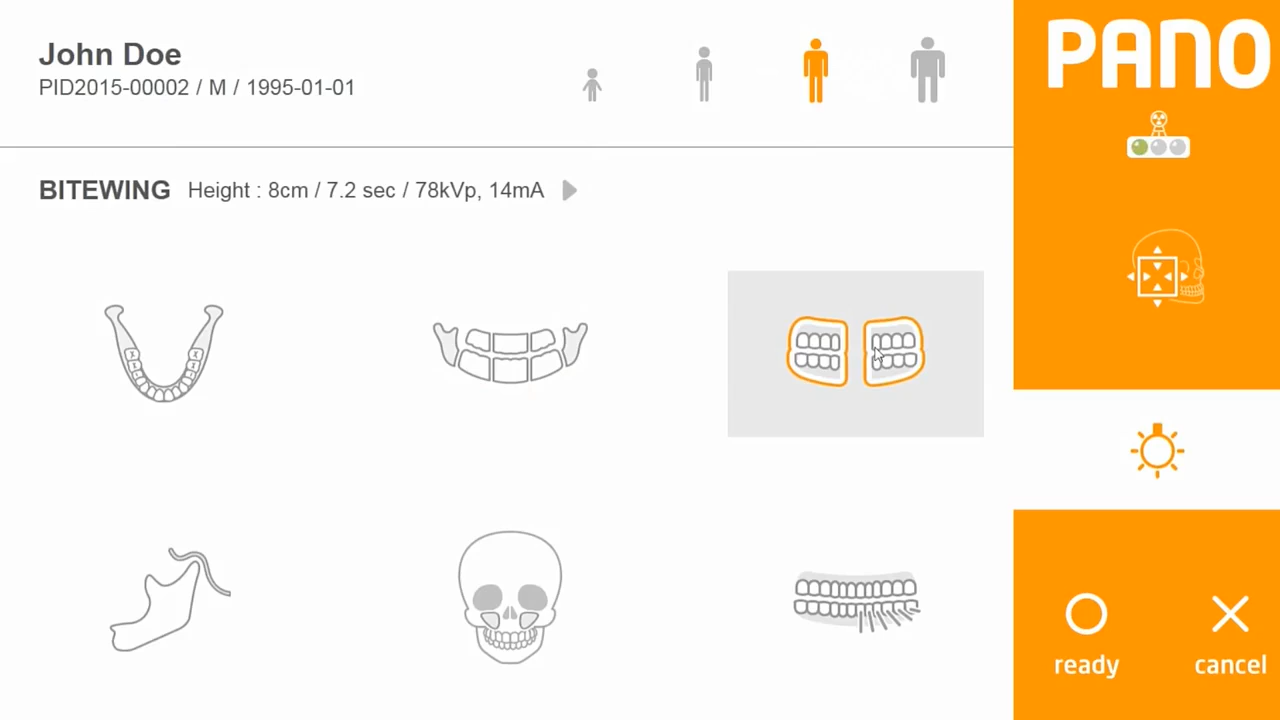 John Doe
PID2015-00002 / M / 1995-01-01
PANO
BITEWING Height : 8cm / 7.2 sec / 78kVp, 14mA
ready
cancel